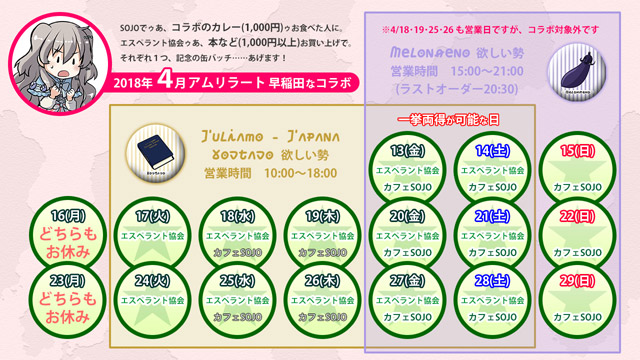 SOJOでっあ、コラボのカレー(1,000円)ぅお食べた人に。
エスペラント協会ぅあ、本など(1,000円以上)お買い上げで。
それぞれ１つ、記念の缶バッチ……あげます！
2018年 4月アムリラート 早稲田なコラボ
※4/18・19・25・26 も営業日ですが、コラボ対象外です
MELONGENO 欲しい勢
営業時間　15:00～21:00
(ラストオーダー20:30)
一挙両得が可能な日
JULIAMO - JAPANA
VORTARO 欲しい勢
営業時間　10:00～18:00
13(金)
エスペラント協会
カフェSOJO
14(土)
エスペラント協会
カフェSOJO
15(日)
カフェSOJO
16(月)
どちらも
お休み
17(火)
エスペラント協会
18(水)
エスペラント協会
カフェSOJO
19(木)
エスペラント協会
カフェSOJO
20(金)
エスペラント協会
カフェSOJO
21(土)
エスペラント協会
カフェSOJO
22(日)
カフェSOJO
23(月)
どちらも
お休み
24(火)
エスペラント協会
25(水)
エスペラント協会
カフェSOJO
26(木)
エスペラント協会
カフェSOJO
27(金)
エスペラント協会
カフェSOJO
28(土)
エスペラント協会
カフェSOJO
29(日)
カフェSOJO